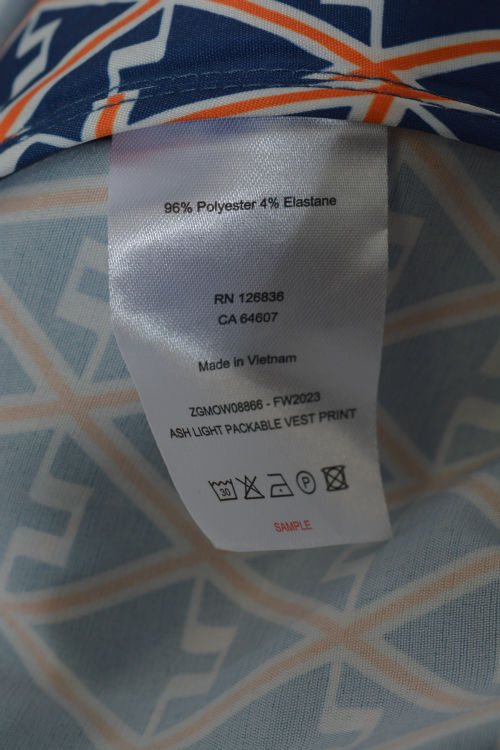 96% Polyester 4% Elastane
RN 126836
CA 64607
Made in Vietnam
ZGMOW08866 - FW2023
ASH LIGHT PACKABLE VEST PRINT
30
P
SAMPLE